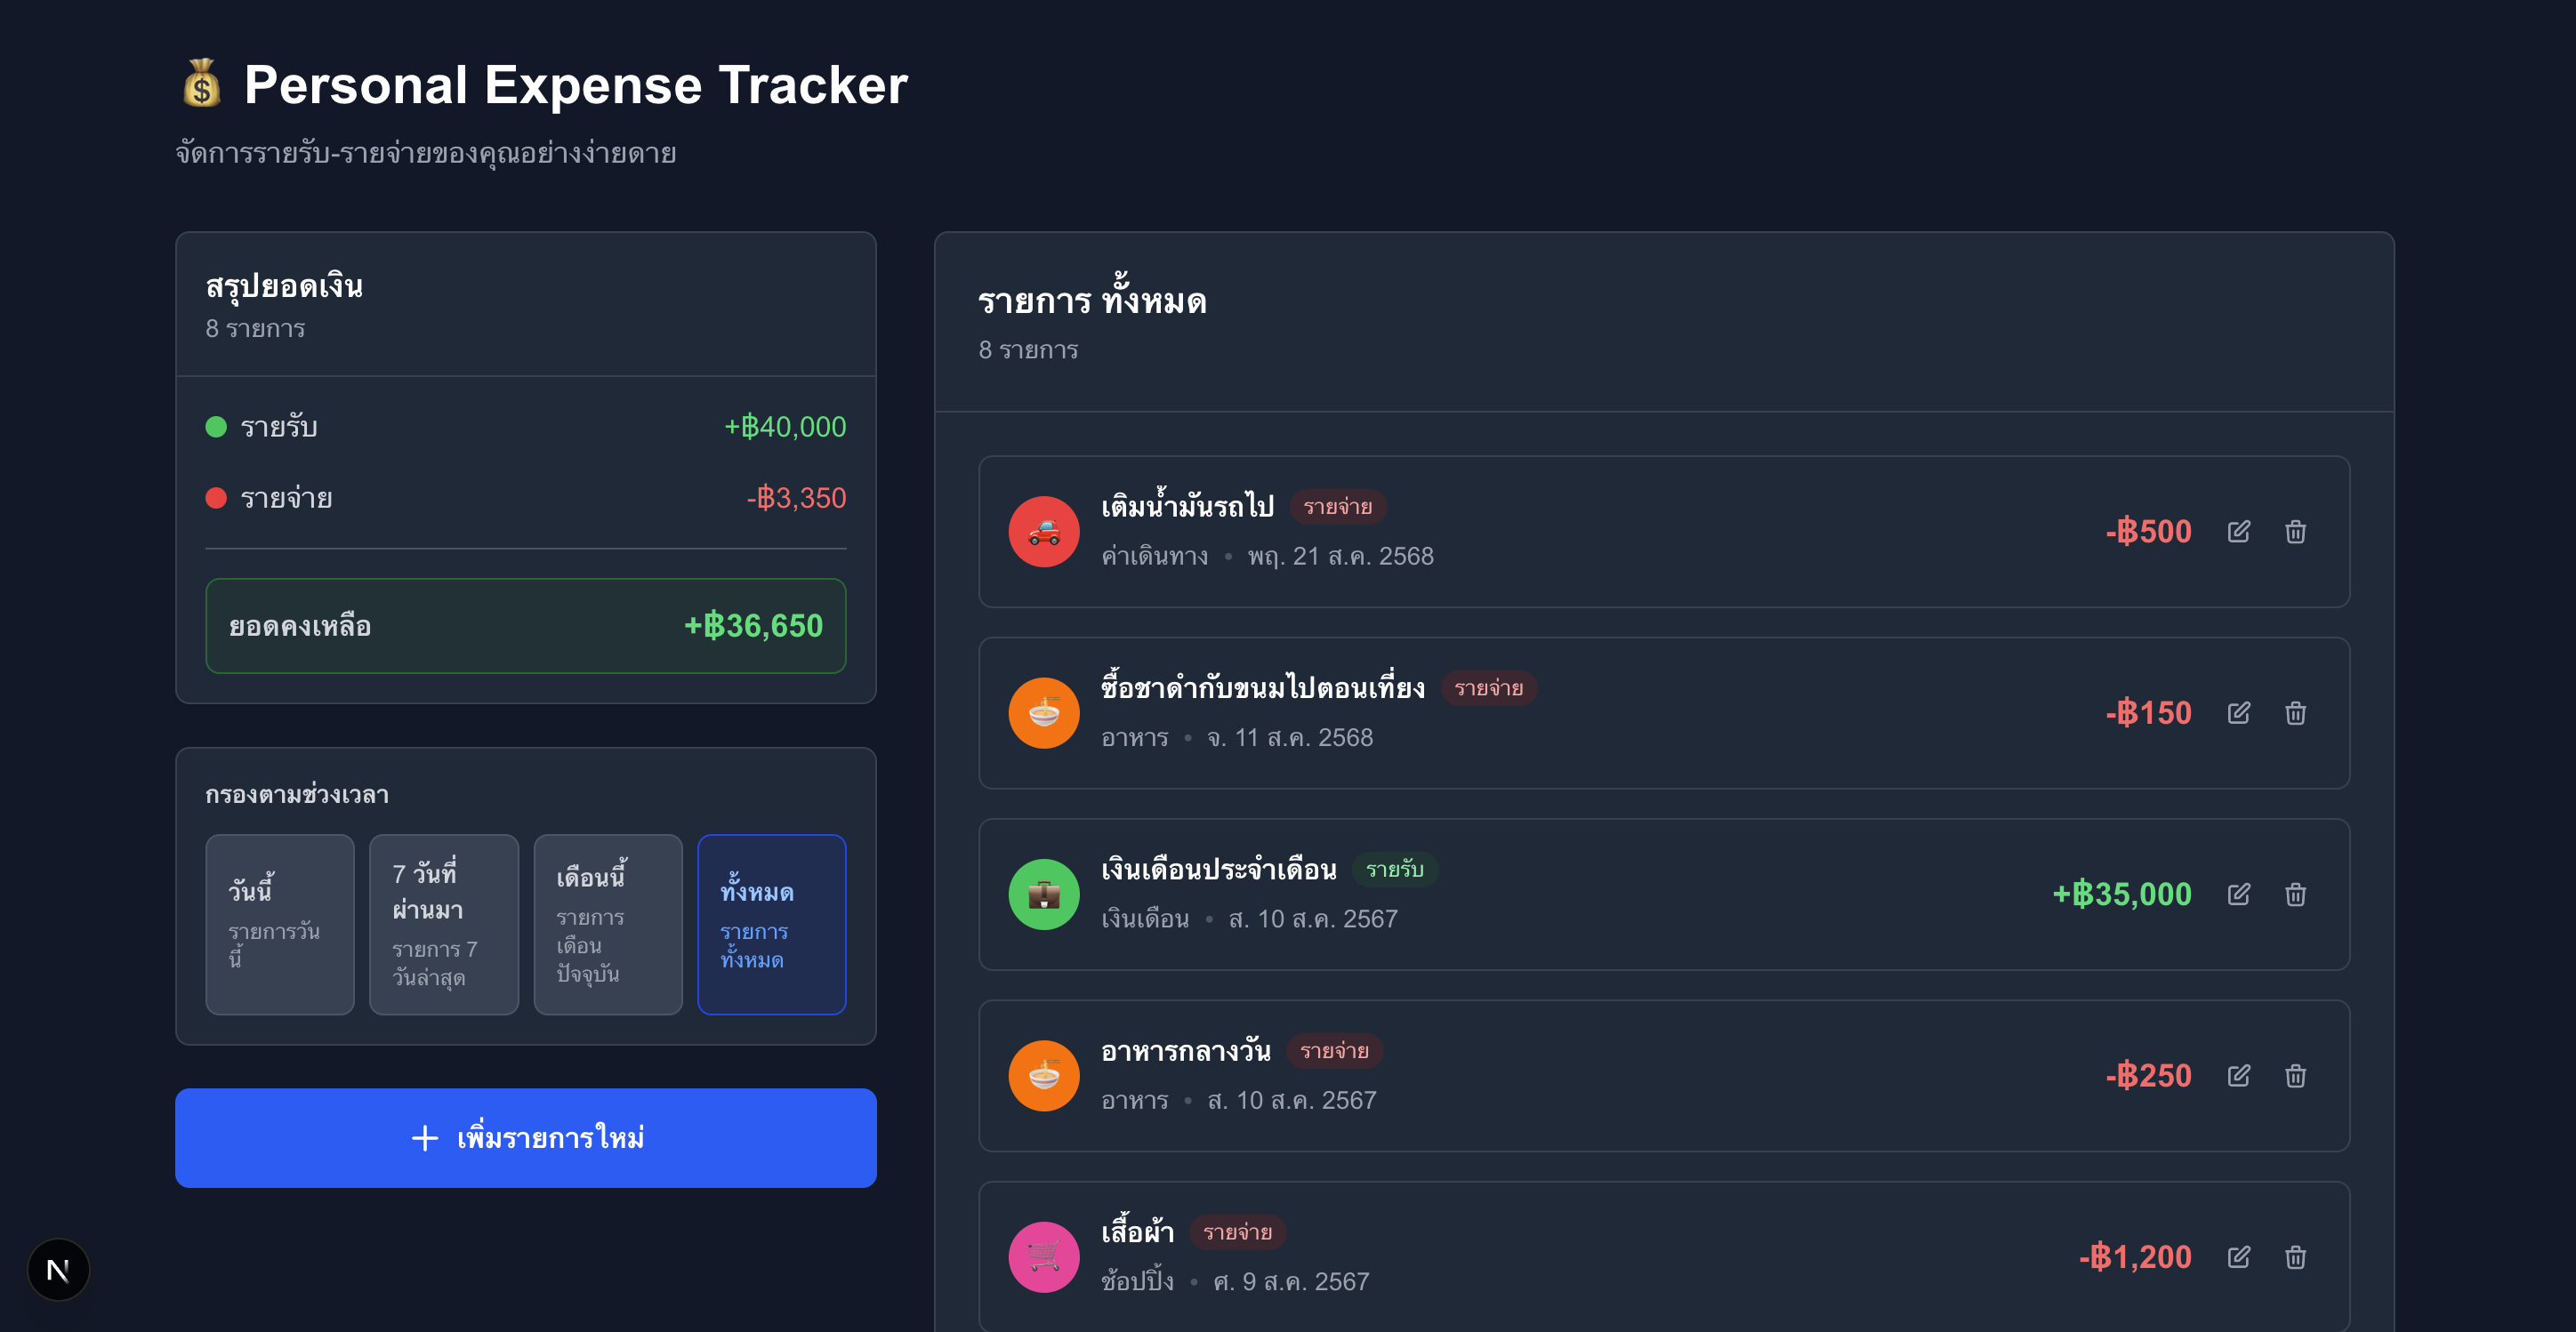 💰 Personal Expense Tracker
จัดการรายรับ-รายจ่ายของคุณอย่างง่ายดาย
สรุปยอดเงิน
8 รายการ
รายรับ +฿40,000
รายจ่าย -฿3,350
ยอดคงเหลือ +฿36,650
กรองตามช่วงเวลา
วันนี้
รายการวัน
นี้
7 วันที่
ผ่านมา
รายการ 7
วันล่าสุด
เดือนนี้
รายการ
เดือน
ปัจจุบัน
ทั้งหมด
รายการ
ทั้งหมด
เพิ่มรายการใหม่
N
รายการ ทั้งหมด
8 รายการ
เติมน้ำมันรถไป รายจ่าย
ค่าเดินทาง • พฤ. 21 ส.ค. 2568
-฿500
ซื้อชาดำกับขนมไปตอนเที่ยง รายจ่าย
อาหาร • จ. 11 ส.ค. 2568
-฿150
เงินเดือนประจำเดือน รายรับ
เงินเดือน • ส. 10 ส.ค. 2567
+฿35,000
อาหารกลางวัน รายจ่าย
อาหาร • ส. 10 ส.ค. 2567
-฿250
เสื้อผ้า รายจ่าย
ช้อปปิ้ง • ศ. 9 ส.ค. 2567
-฿1,200